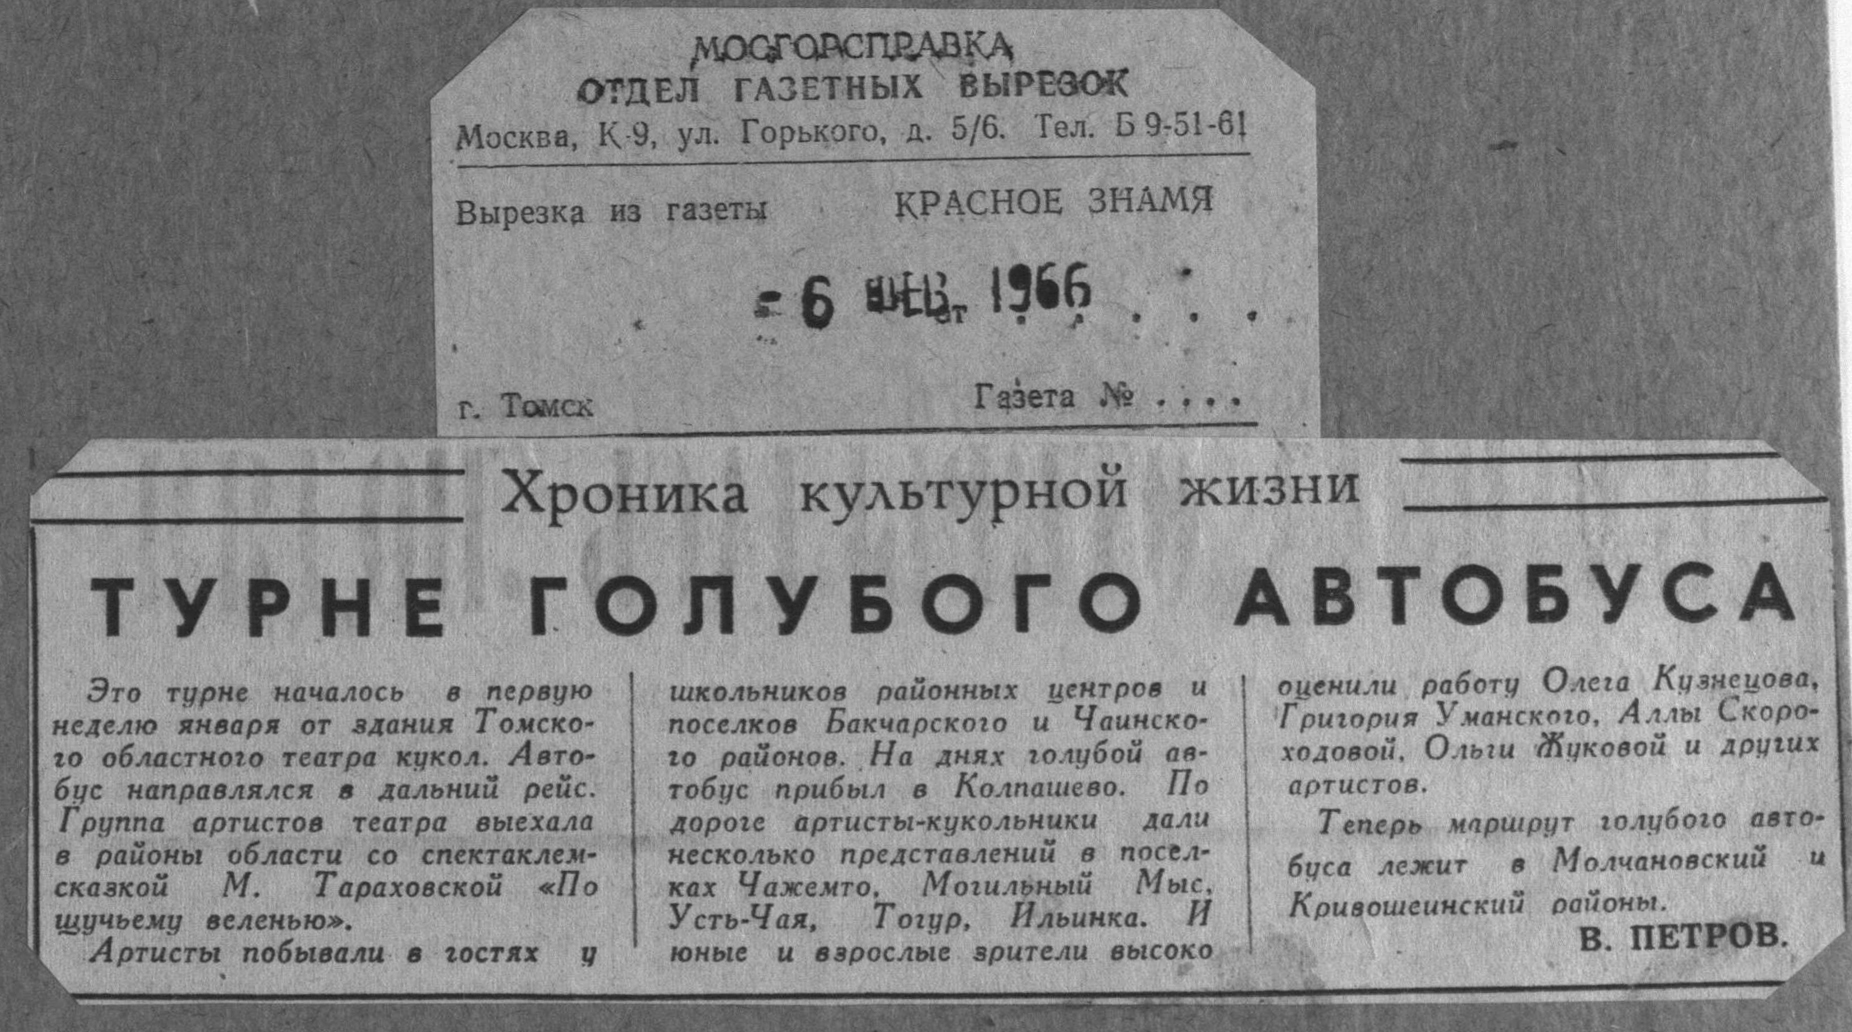 МОСГОРСПРАВКА
ОТДЕЛ ГАЗЕТНЫХ ВЫРЕЗОК
Москва, К-9, ул. Горького, д. 5/6. Тел. Б 9-51-61
Вырезка из газеты КРАСНОЕ ЗНАМЯ
- 6 ФЕВ 1966
от . . . . .
г. Томск Газета № . . . .
Хроника культурной жизни
ТУРНЕ ГОЛУБОГО АВТОБУСА
Это турне началось в первую
неделю января от здания Томско-
го областного театра кукол. Авто-
бус направлялся в дальний рейс.
Группа артистов театра выехала
в районы области со спектаклем-
сказкой М. Тараховской «По
щучьему веленью».
Артисты побывали в гостях у
школьников районных центров и
поселков Бакчарского и Чаинско-
го районов. На днях голубой ав-
тобус прибыл в Колпашево. По
дороге артисты-кукольники дали
несколько представлений в посел-
ках Чажемто, Могильный Мыс,
Усть-Чая, Тогур, Ильинка. И
юные и взрослые зрители высоко
оценили работу Олега Кузнецова,
Григория Уманского, Аллы Скоро-
ходовой, Ольги Жуковой и других
артистов.
Теперь маршрут голубого авто-
буса лежит в Молчановский и
Кривошеинский районы.
В. ПЕТРОВ.